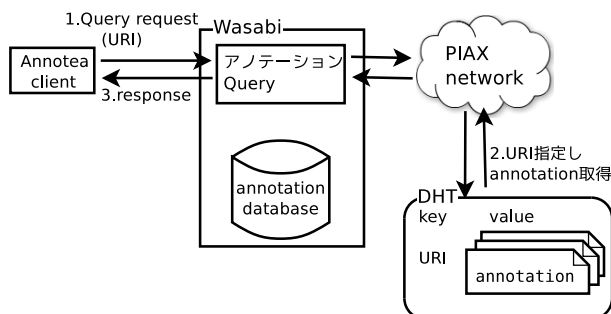 1.Query request
(URI)
Wasabi
Annotea
client
アノテーション
Query
3.response
PIAX
network
annotation
database
2.URI指定し
annotation取得
DHT
key value
URI
annotation